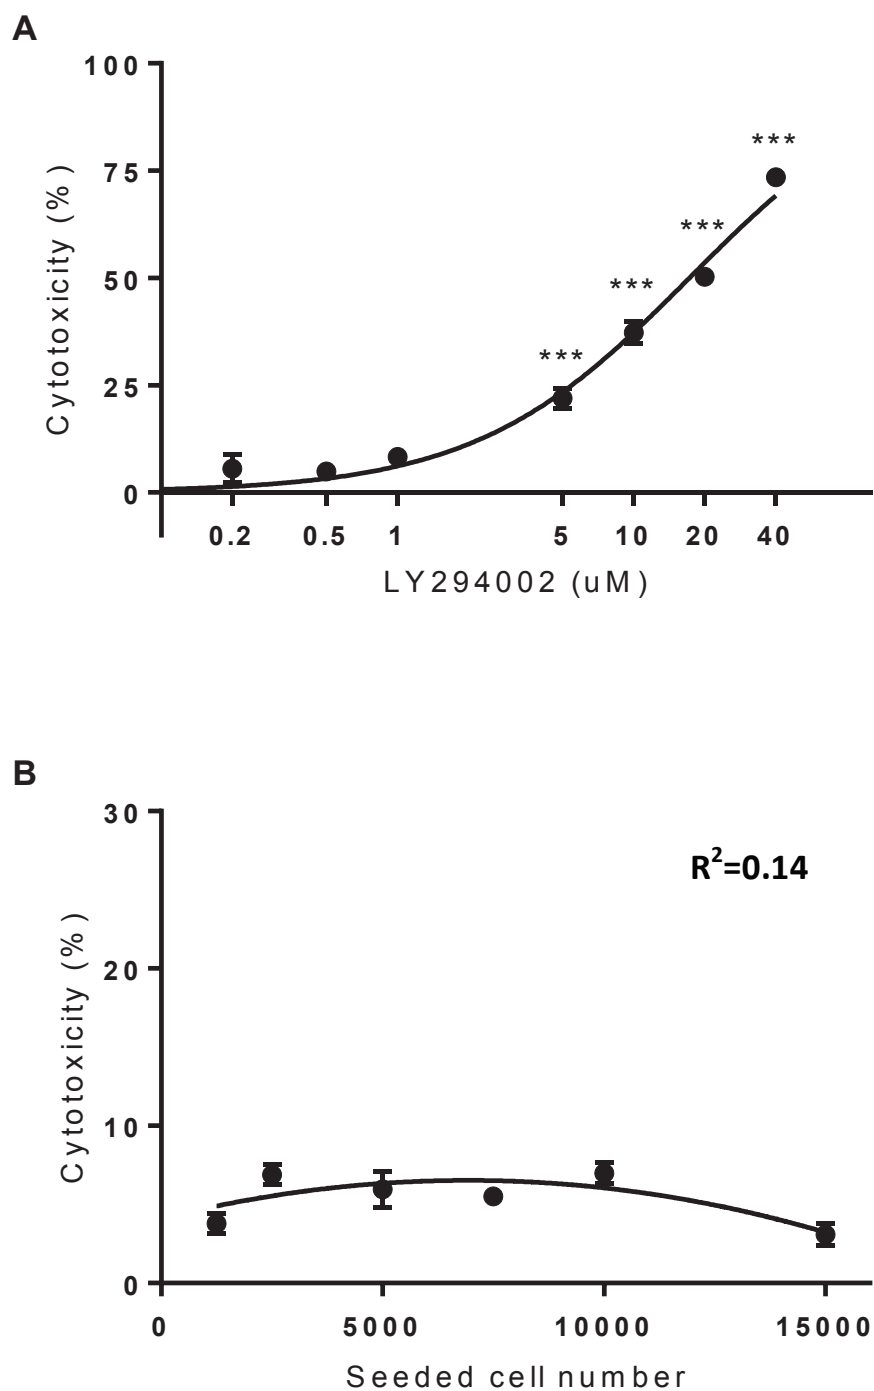 A
100
75
50
25
0
Cytotoxicity (%)
***
***
***
***
0.2 0.5 1 5 10 20 40
LY294002 (uM)
B
30
20
10
0
Cytotoxicity (%)
R²=0.14
0 5000 10000 15000
Seeded cell number